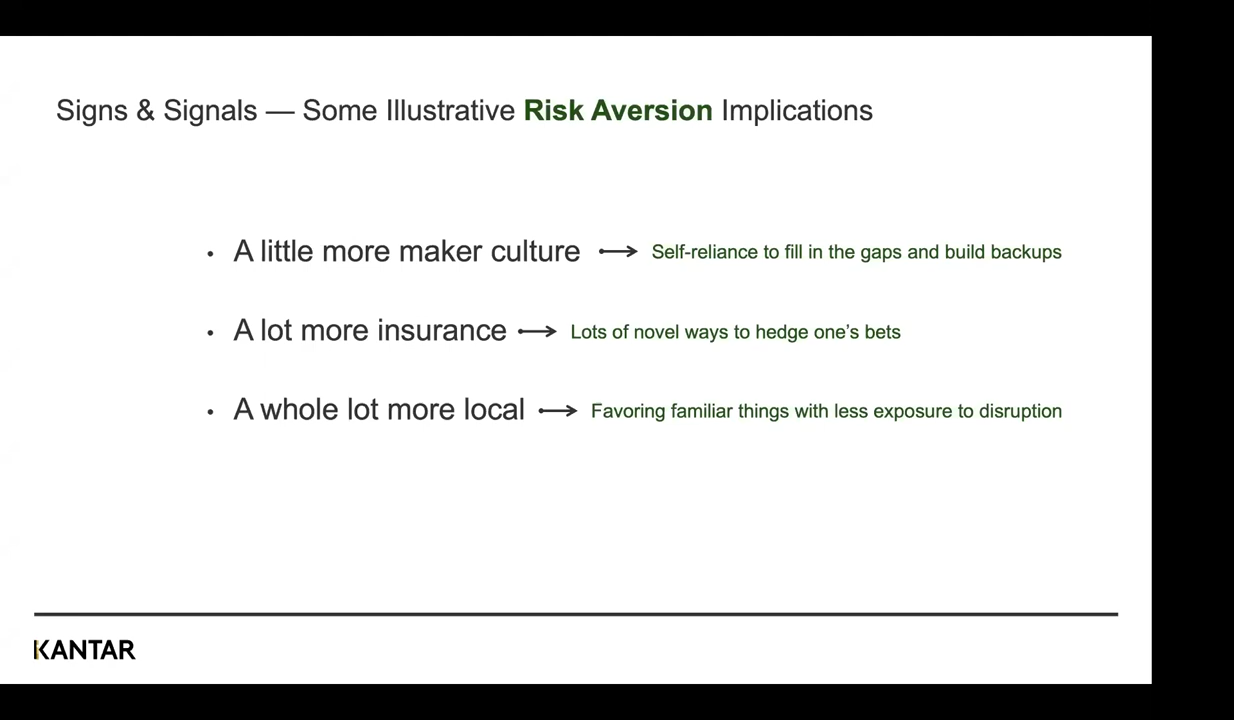 Signs & Signals — Some Illustrative Risk Aversion Implications
• A little more maker culture Self-reliance to fill in the gaps and build backups
• A lot more insurance Lots of novel ways to hedge one’s bets
• A whole lot more local Favoring familiar things with less exposure to disruption
KANTAR